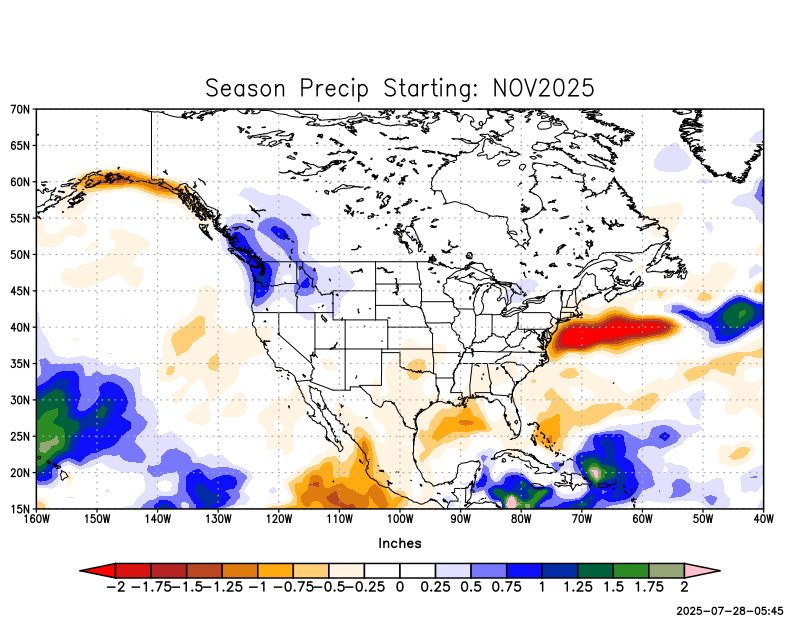 Season Precip Starting: NOV2025
70N
65N
60N
55N
50N
45N
40N
35N
30N
25N
20N
15N
160W 150W 140W 130W 120W 110W 100W 90W 80W 70W 60W 50W 40W
Inches
−2 −1.75 −1.5 −1.25 −1 −0.75 −0.5 −0.25 0 0.25 0.5 0.75 1 1.25 1.5 1.75 2
2025-07-28-05:45